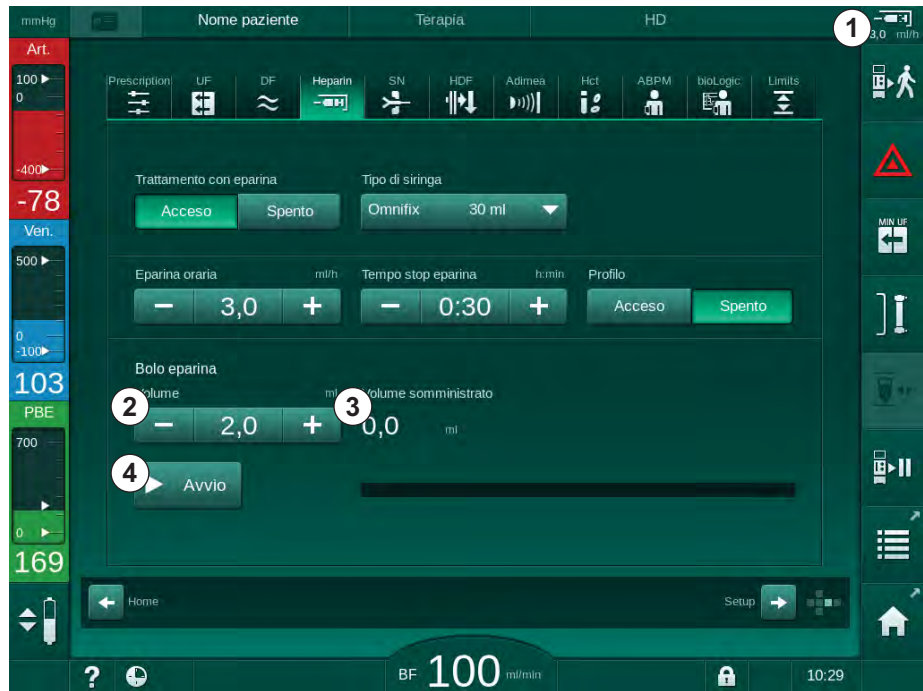 mmHg Nome paziente Terapia HD 1
3,0 ml/h
Art.
100
0
-400
-78
Ven.
500
0
-100
103
PBE
700
0
169
Prescription UF DF Heparin SN HDF Adimea Hct ABPM bioLogic Limits
Trattamento con eparina Tipo di siringa
Acceso Spento Omnifix 30 ml
Eparina oraria ml/h Tempo stop eparina h:min Profilo
− 3,0 + − 0:30 + Acceso Spento
Bolo eparina
2 Volume ml 3 Volume somministrato
− 2,0 + 0,0 ml
4 Avvio
MIN UF
Home Setup
? BF 100 ml/min 10:29